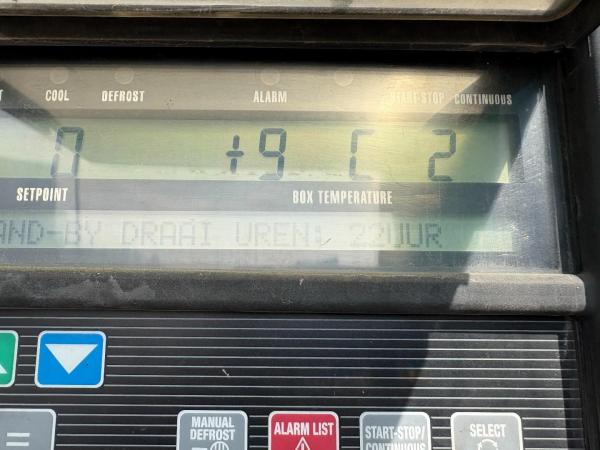 COOL DEFROST ALARM START-STOP CONTINUOUS
0 +9 C 2
SETPOINT BOX TEMPERATURE
AND-BY DRAAI UREN: 22UUR
MANUAL DEFROST
ALARM LIST
START-STOP/
CONTINUOUS
SELECT
=